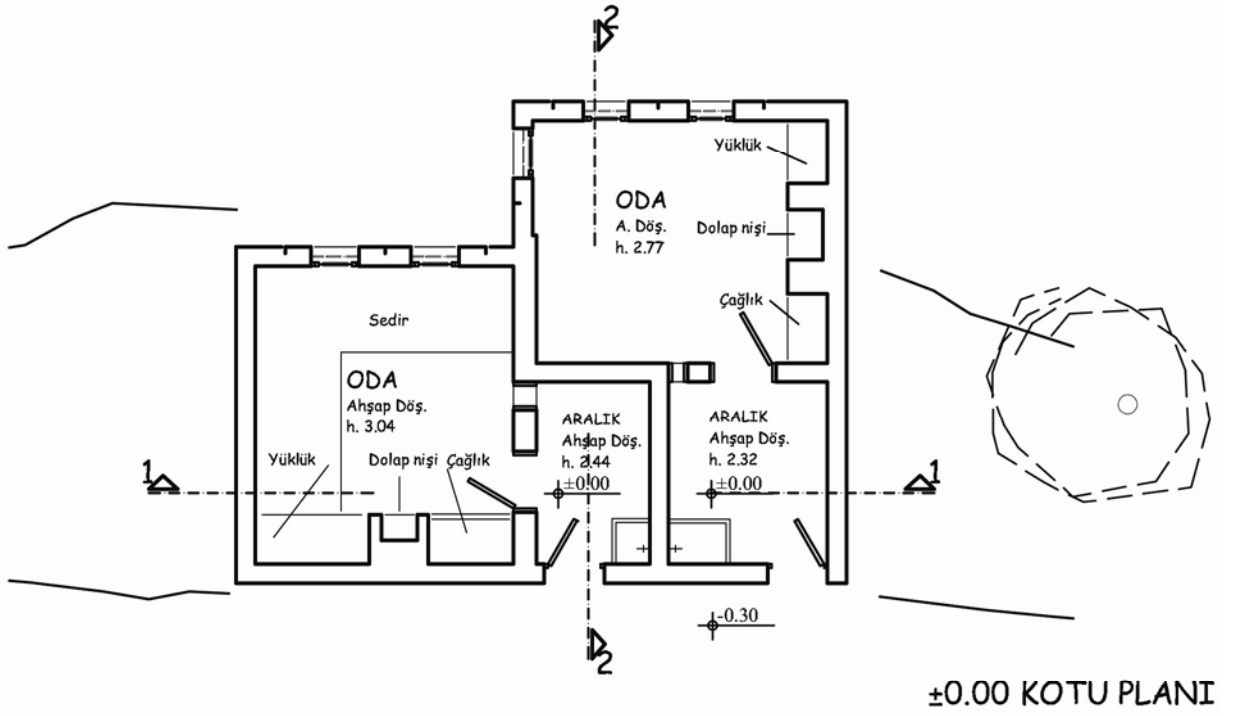 2
Yüklük
ODA
A. Döş.
h. 2.77
Dolap nişi
Çağlık
Sedir
ODA
Ahşap Döş.
h. 3.04
Yüklük
Dolap nişi
Çağlık
ARALIK
Ahşap Döş.
h. 2.44
±0.00
ARALIK
Ahşap Döş.
h. 2.32
±0.00
1
1
-0.30
2
±0.00 KOTU PLANI